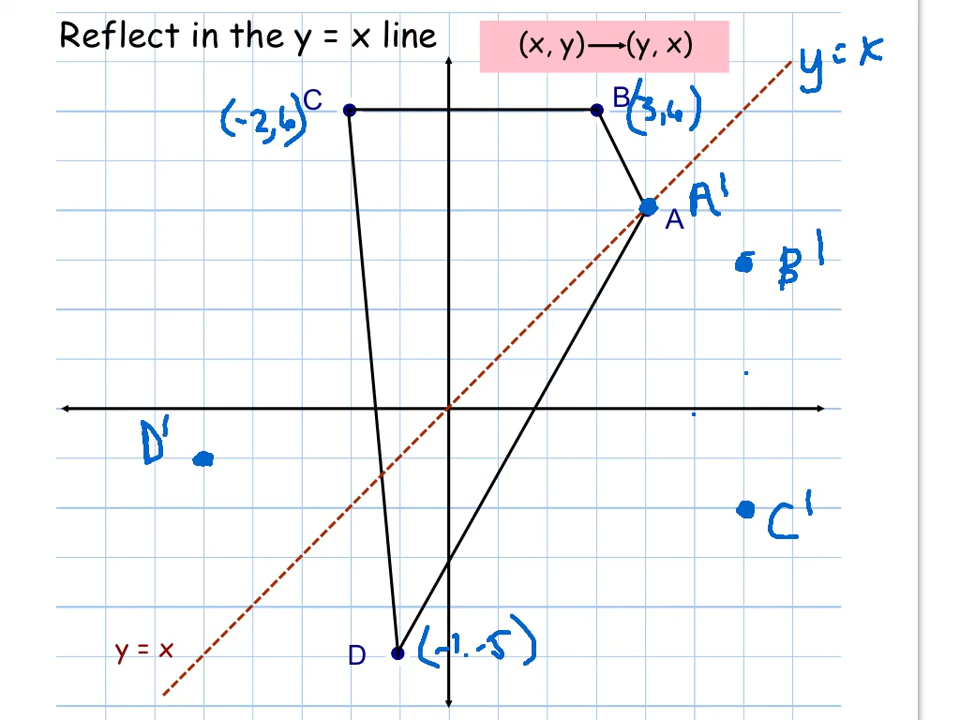 Reflect in the y = x line
(x, y)→(y, x)
y = x
C
(-2,6)
B
(3,6)
A
A'
B'
D'
C'
y = x
D
(-1.-5)